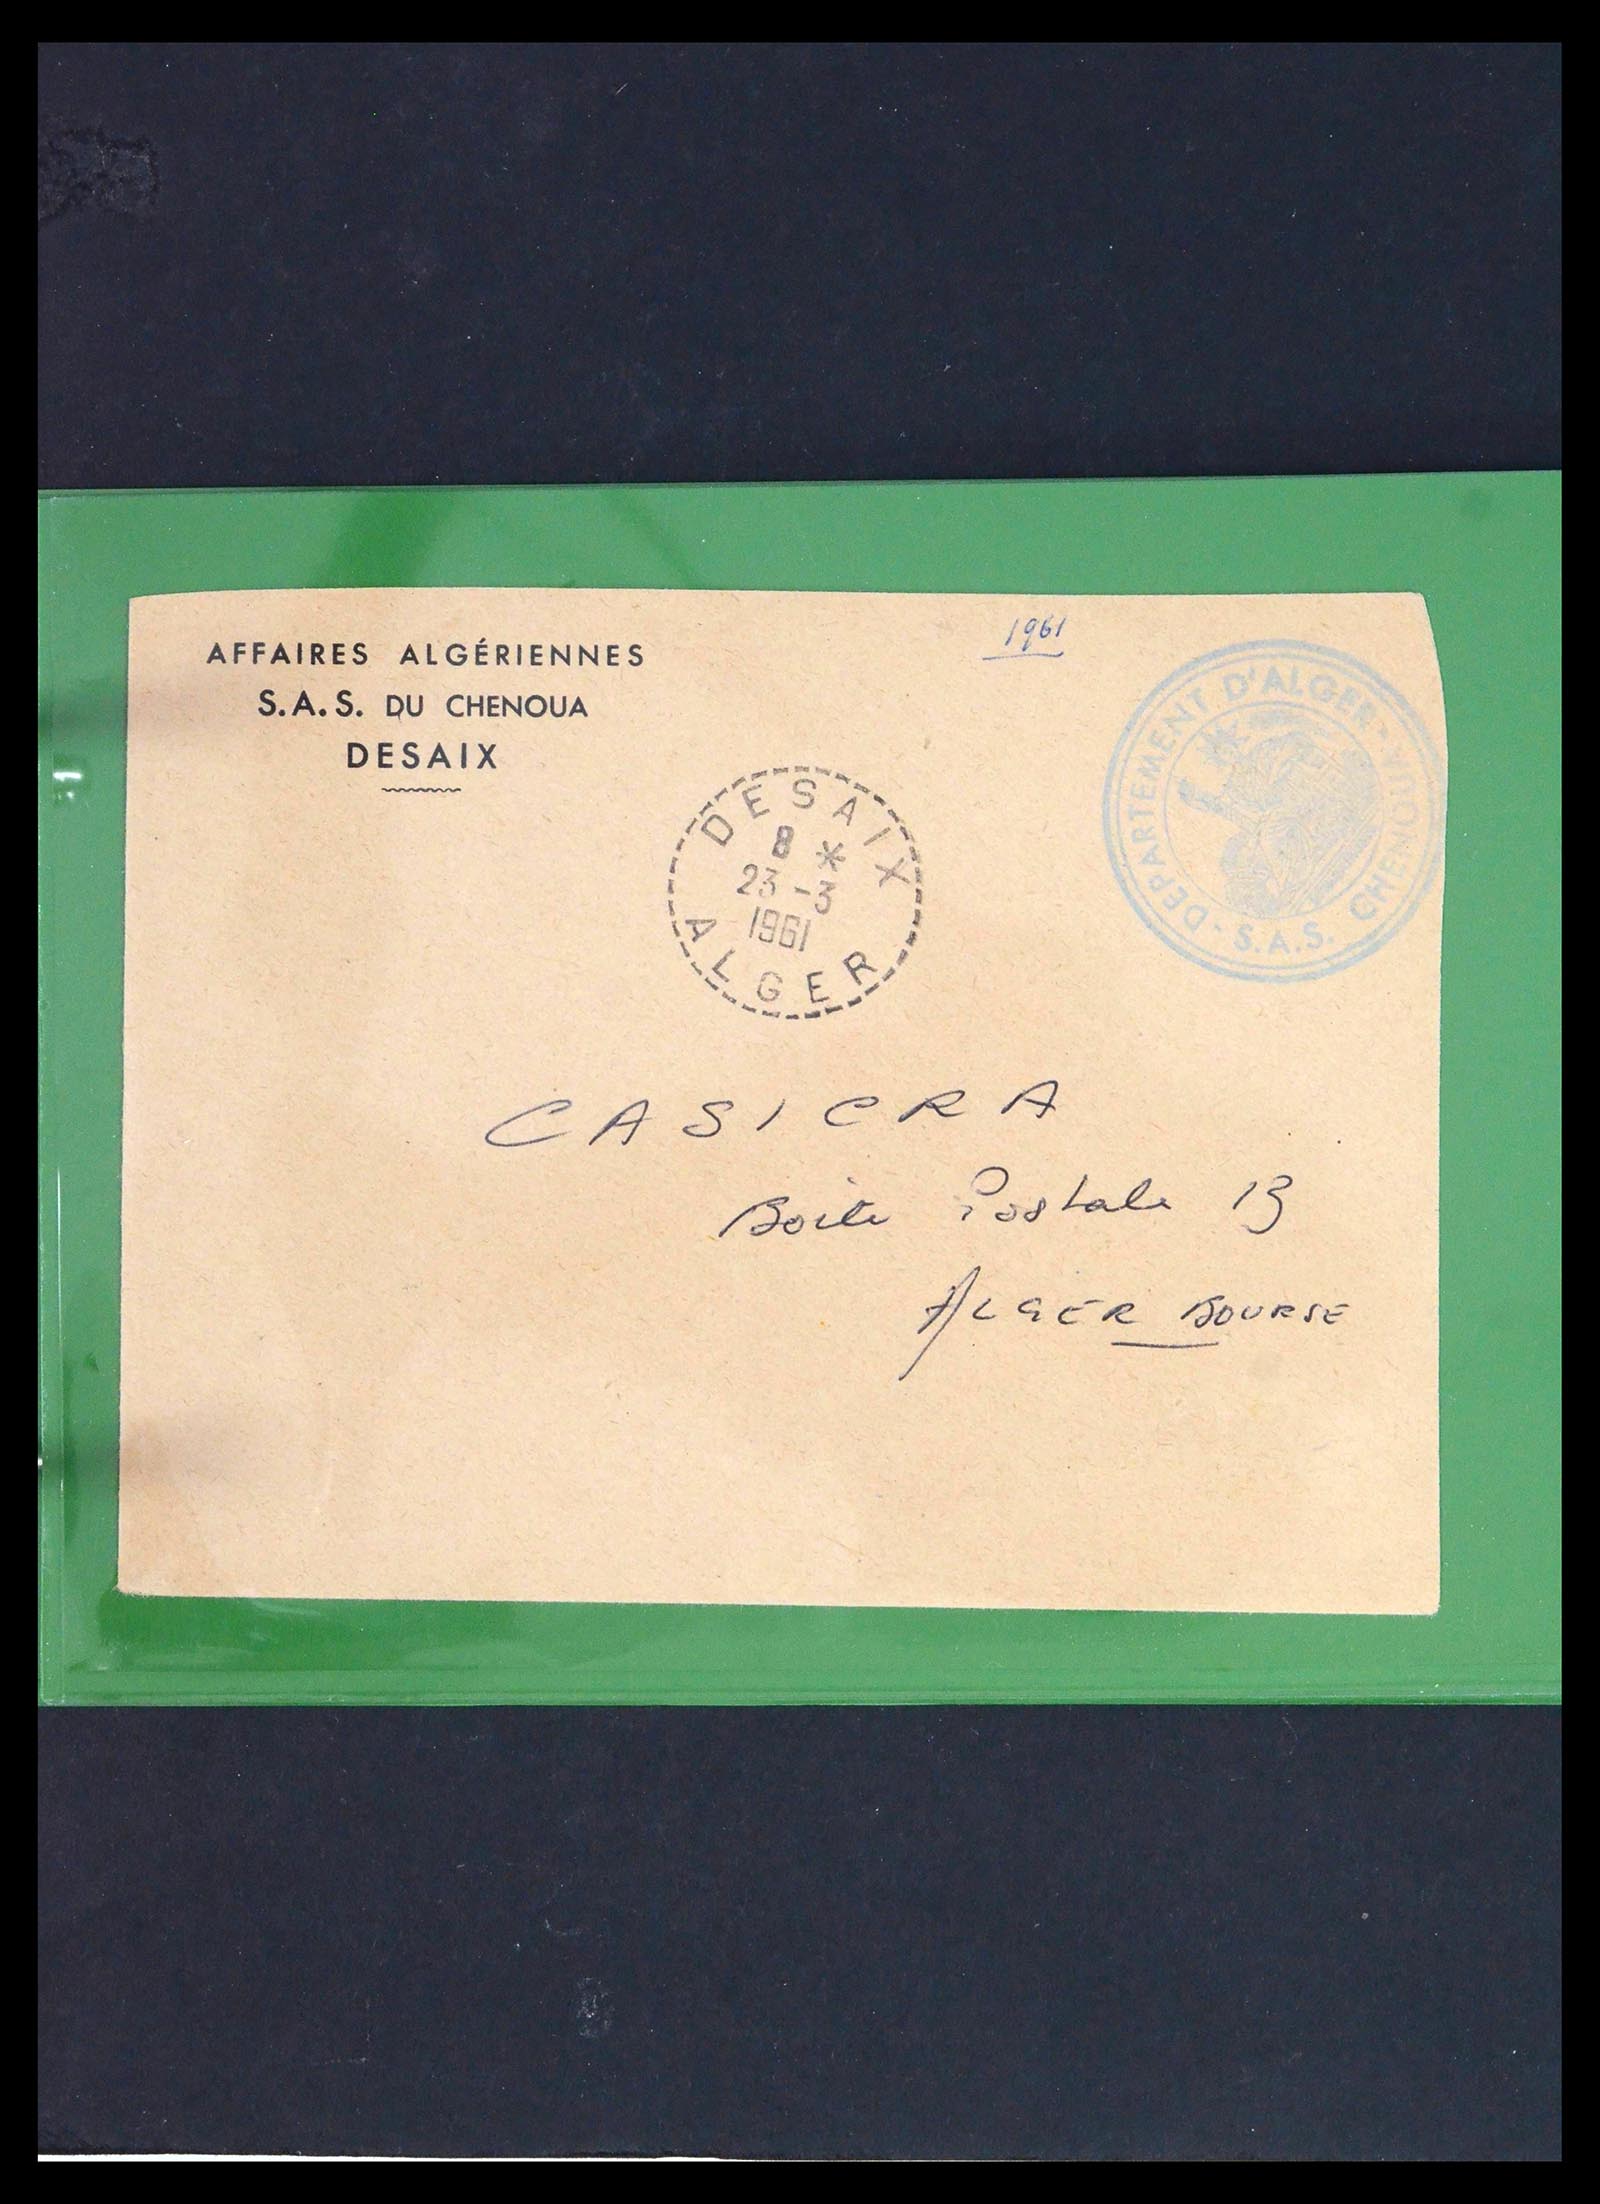 AFFAIRES ALGÉRIENNES
S.A.S. DU CHENOUA
DESAIX
1961
DÉPARTEMENT D'ALGER - S.A.S. CHENOUA -
DESAIX
8 *
23 - 3
1961
ALGER
CASICRA
Boite Postale 13
ALGER BOURSE